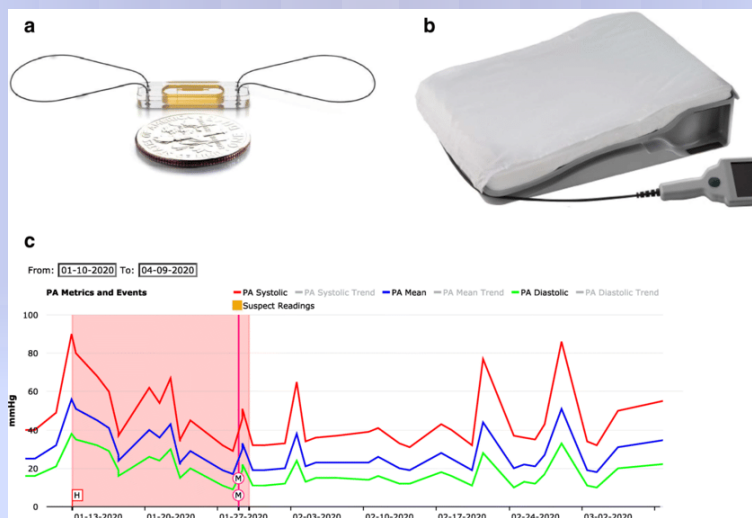 a
b
c
From: 01-10-2020 To: 04-09-2020
PA Metrics and Events
PA Systolic PA Systolic Trend PA Mean PA Mean Trend PA Diastolic PA Diastolic Trend
Suspect Readings
100
80
60
40
20
0
mmHg
H
M
M
01-13-2020 01-20-2020 01-27-2020 02-03-2020 02-10-2020 02-17-2020 02-24-2020 03-02-2020